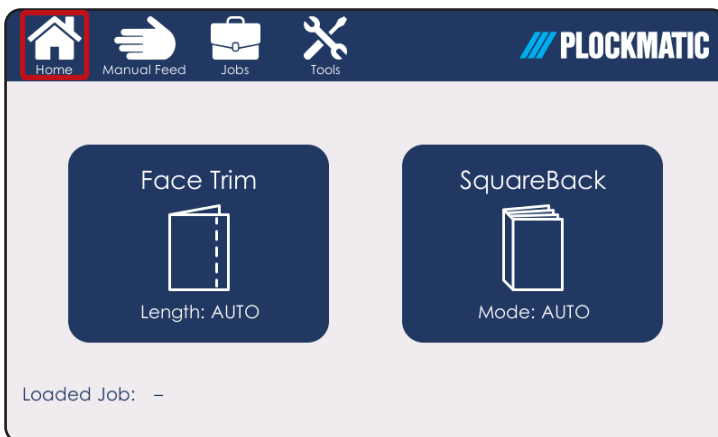 Home
Manual Feed
Jobs
Tools
PLOCKMATIC
Face Trim
Length: AUTO
SquareBack
Mode: AUTO
Loaded Job: –